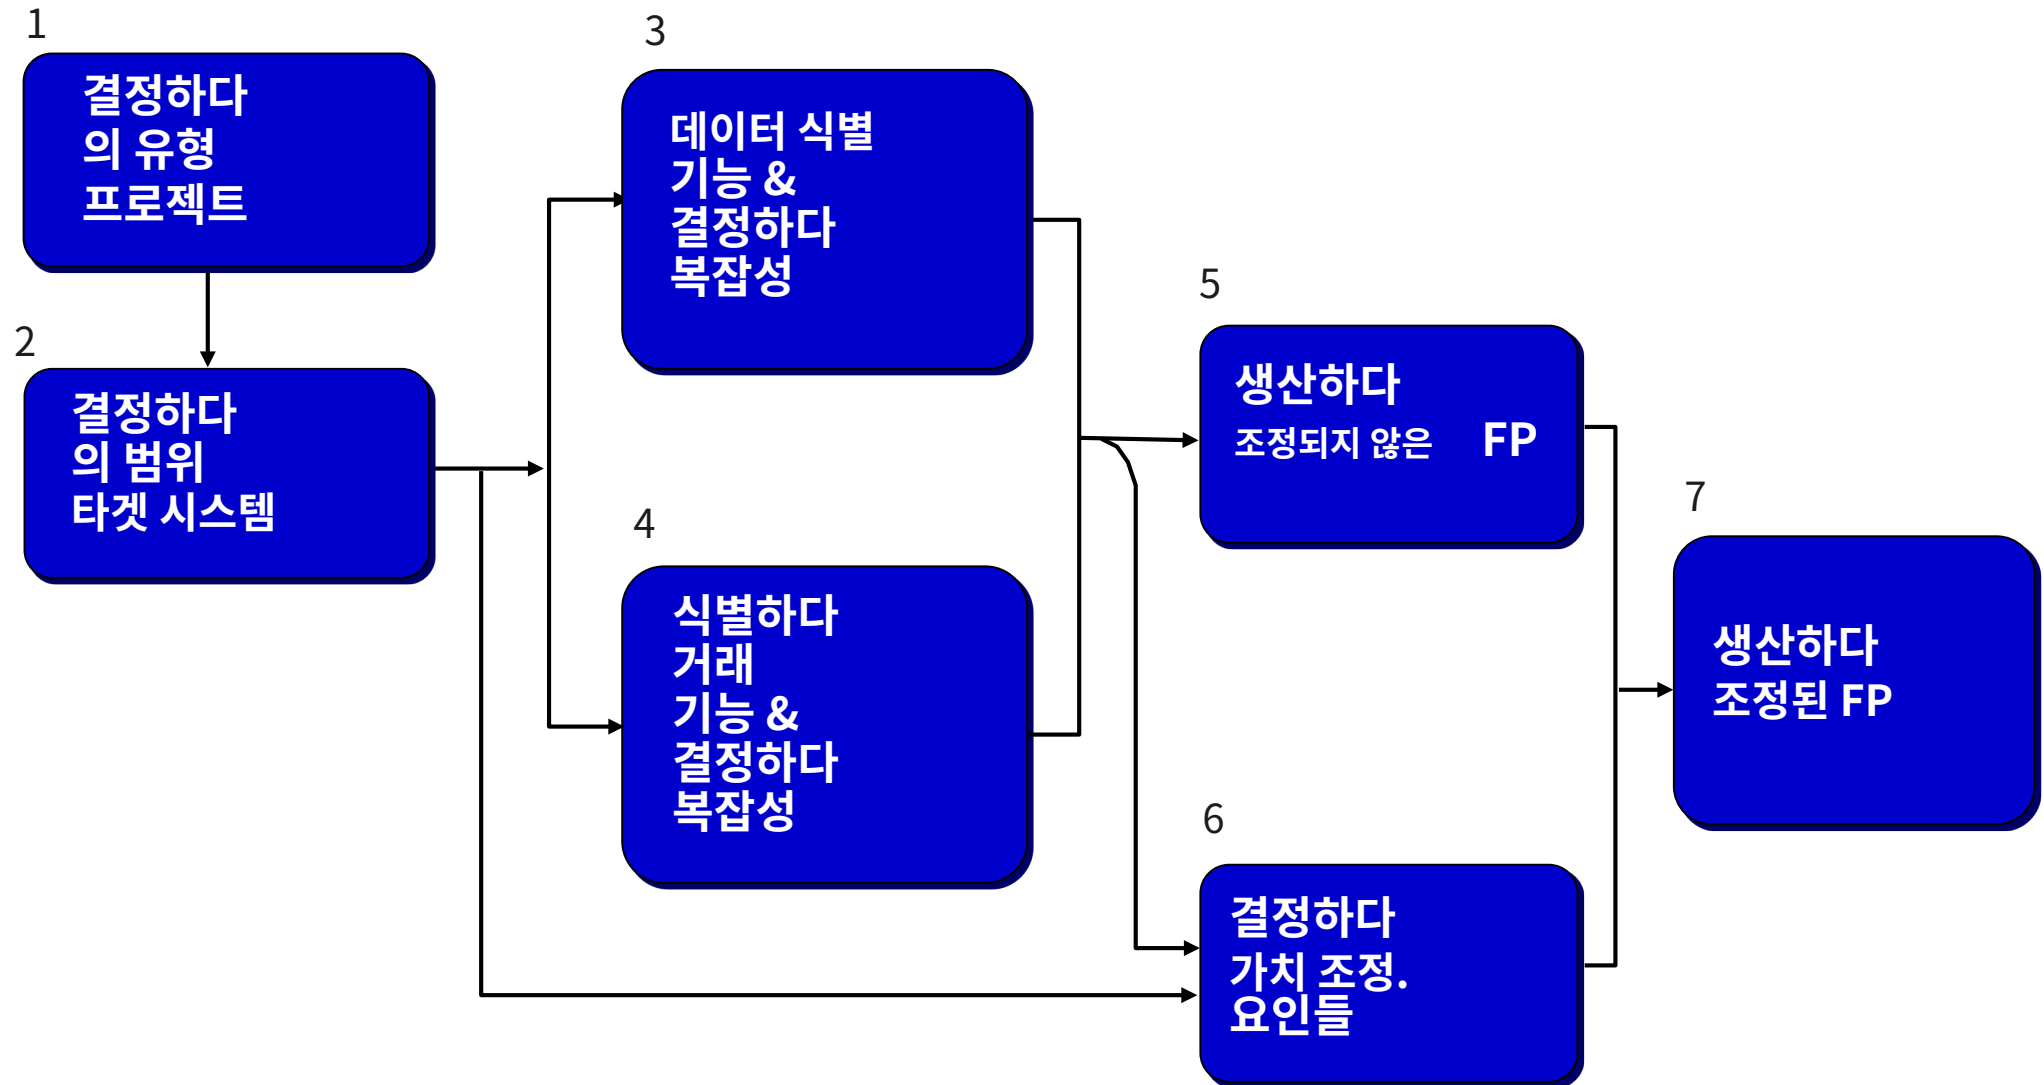 1
결정하다
의 유형
프로젝트
2
결정하다
의 범위
타겟 시스템
3
데이터 식별
기능 &
결정하다
복잡성
4
식별하다
거래
기능 &
결정하다
복잡성
5
생산하다
조정되지 않은 FP
6
결정하다
가치 조정.
요인들
7
생산하다
조정된 FP